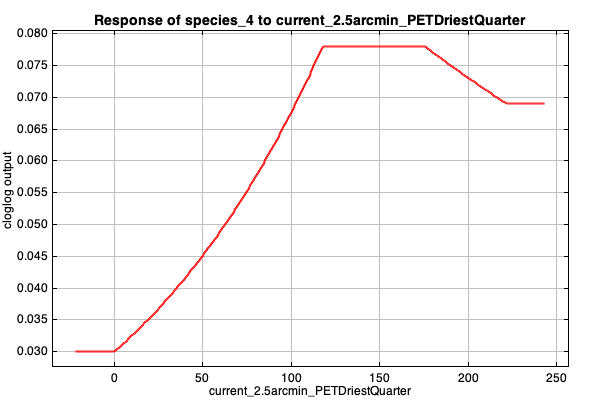 Response of species_4 to current_2.5arcmin_PETDriestQuarter
0.080
0.075
0.070
0.065
0.060
0.055
0.050
0.045
0.040
0.035
0.030
cloglog output
0 50 100 150 200 250
current_2.5arcmin_PETDriestQuarter